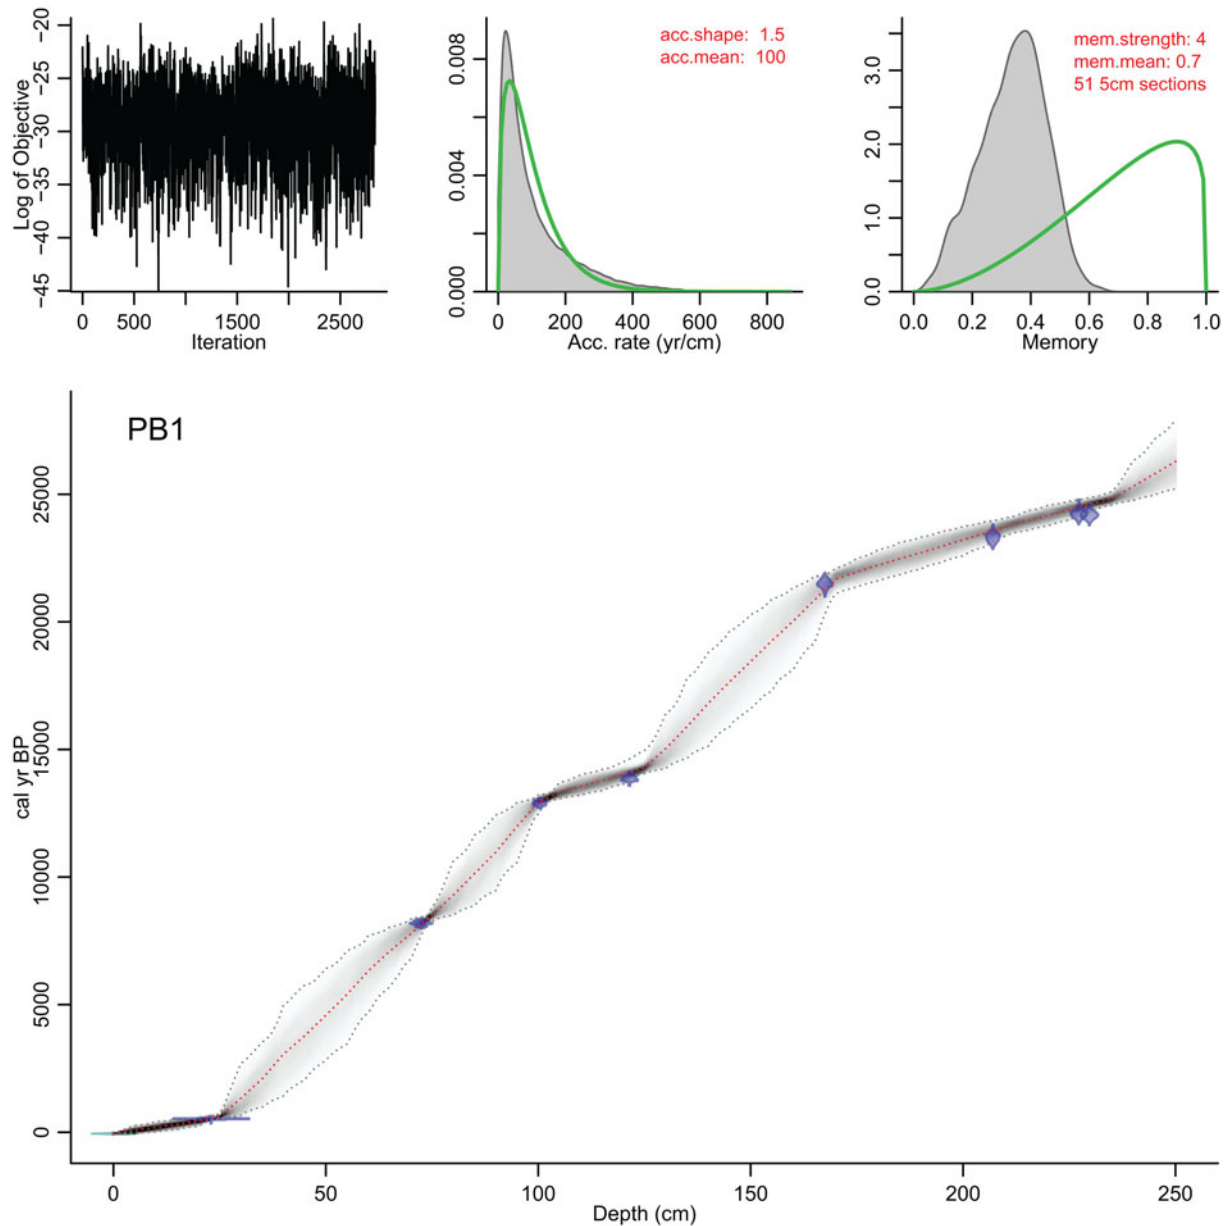 −20
−25
−30
−35
−40
−45
Log of Objective
0 500 1500 2500
Iteration
acc.shape: 1.5
acc.mean: 100
0.008
0.004
0.000
0 200 400 600 800
Acc. rate (yr/cm)
mem.strength: 4
mem.mean: 0.7
51 5cm sections
3.0
2.0
1.0
0.0
0.0 0.2 0.4 0.6 0.8 1.0
Memory
PB1
25000
20000
15000
10000
5000
0
cal yr BP
0 50 100 150 200 250
Depth (cm)